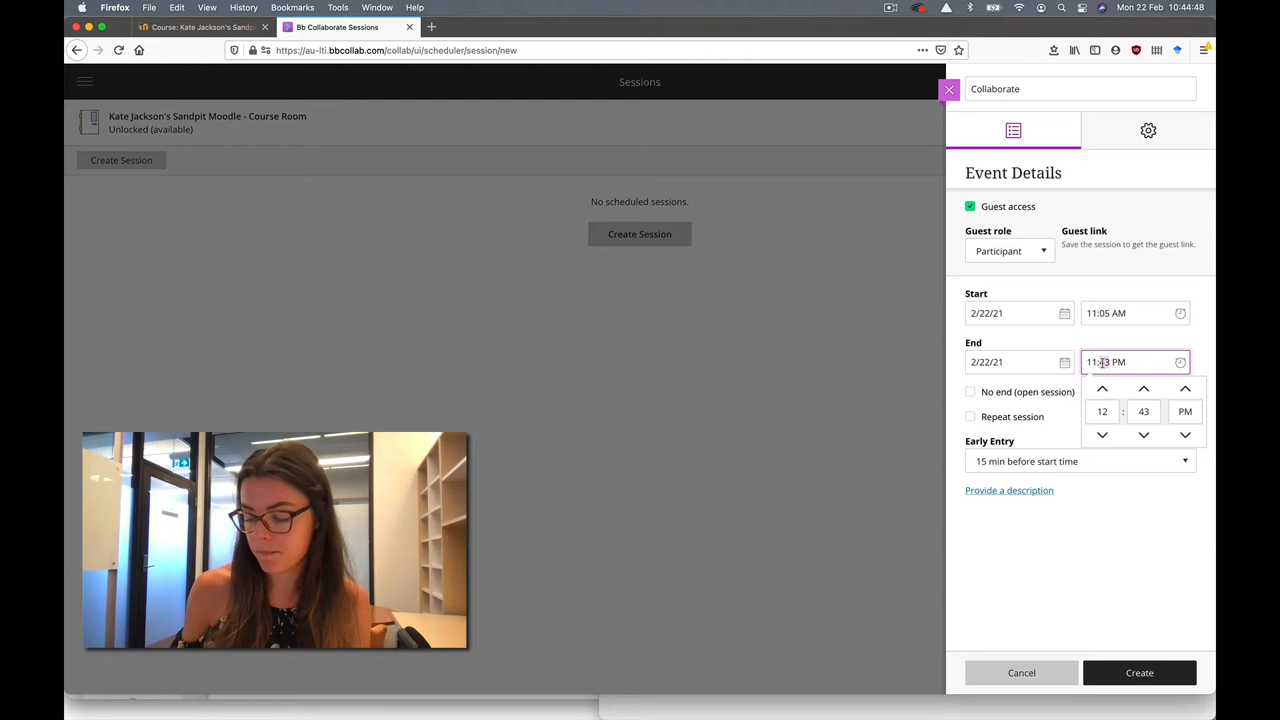 Firefox File Edit View History Bookmarks Tools Window Help Mon 22 Feb 10:44:48
Course: Kate Jackson's Sandpi
Bb Collaborate Sessions
https://au-lti.bbcollab.com/collab/ui/scheduler/session/new
Sessions
Kate Jackson's Sandpit Moodle - Course Room
Unlocked (available)
Create Session
No scheduled sessions.
Create Session
Collaborate
Event Details
Guest access
Guest role Guest link
Participant Save the session to get the guest link.
Start
2/22/21 11:05 AM
End
2/22/21 11:43 PM
No end (open session)
12 : 43 PM
Repeat session
Early Entry
15 min before start time
Provide a description
Cancel Create